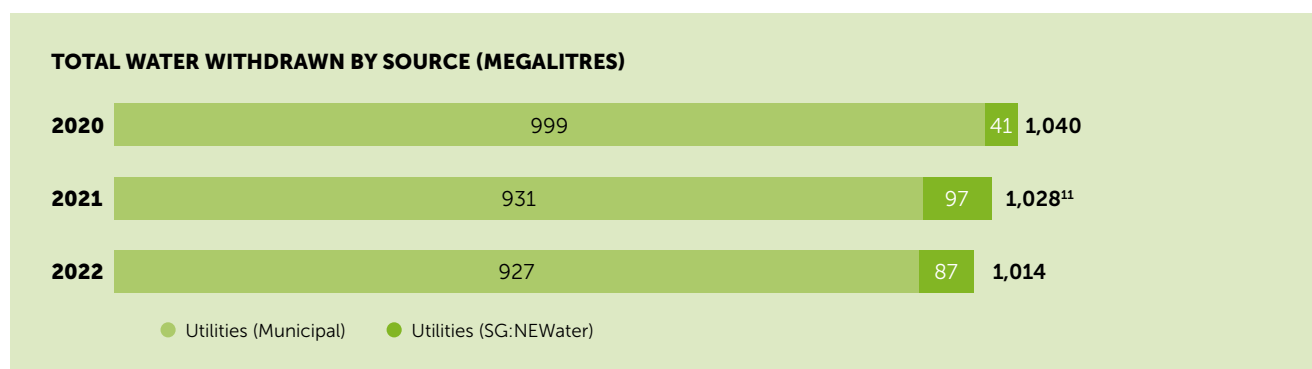 TOTAL WATER WITHDRAWN BY SOURCE (MEGALITRES)
2020 999 41 1,040
2021 931 97 1,028¹¹
2022 927 87 1,014
Utilities (Municipal) Utilities (SG:NEWater)